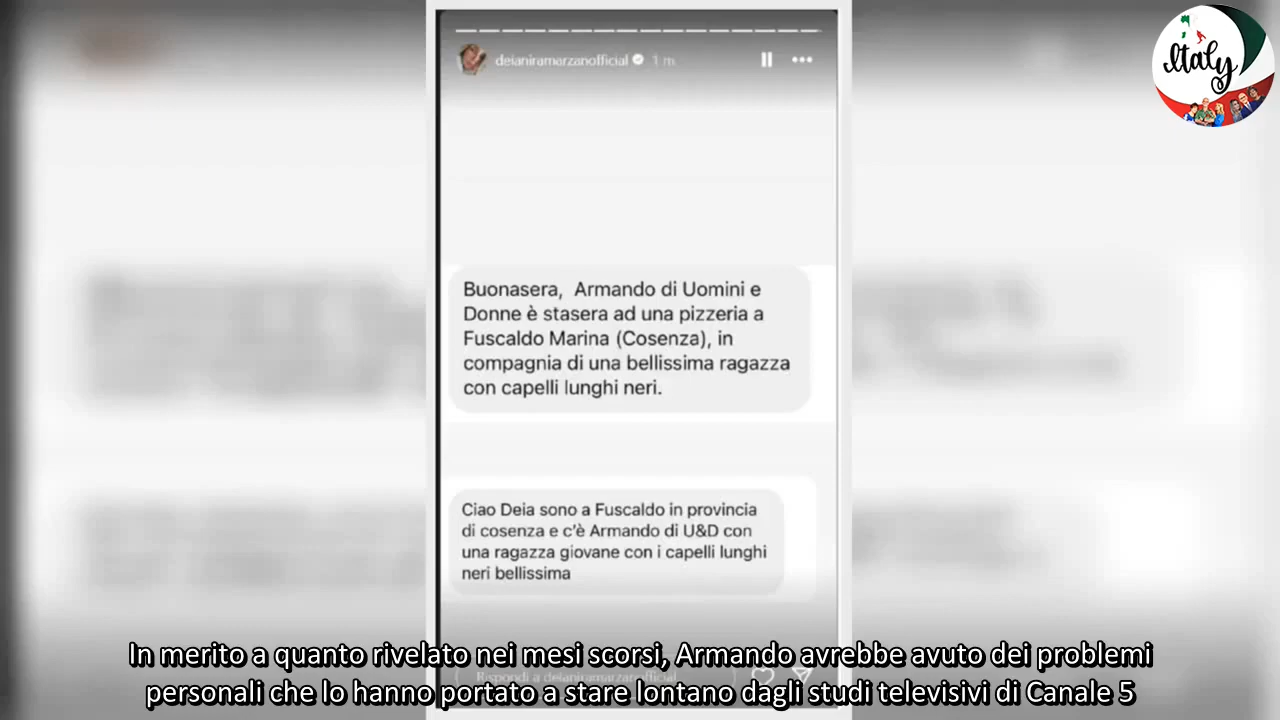 Italy
deianiramarzanofficial 1 m
Buonasera, Armando di Uomini e
Donne è stasera ad una pizzeria a
Fuscaldo Marina (Cosenza), in
compagnia di una bellissima ragazza
con capelli lunghi neri.
Ciao Deia sono a Fuscaldo in provincia
di cosenza e c'è Armando di U&D con
una ragazza giovane con i capelli lunghi
neri bellissima
In merito a quanto rivelato nei mesi scorsi, Armando avrebbe avuto dei problemi
Rispondi a deianiramarzanofficial
personali che lo hanno portato a stare lontano dagli studi televisivi di Canale 5